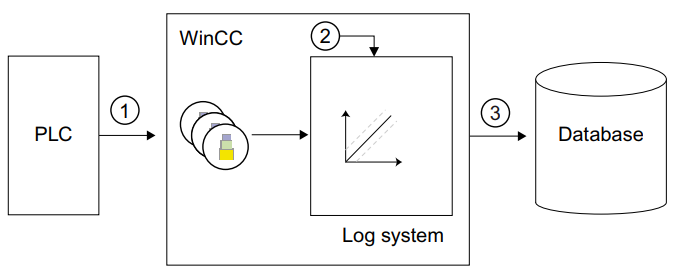 WinCC
2
PLC
1
3
Database
Log system